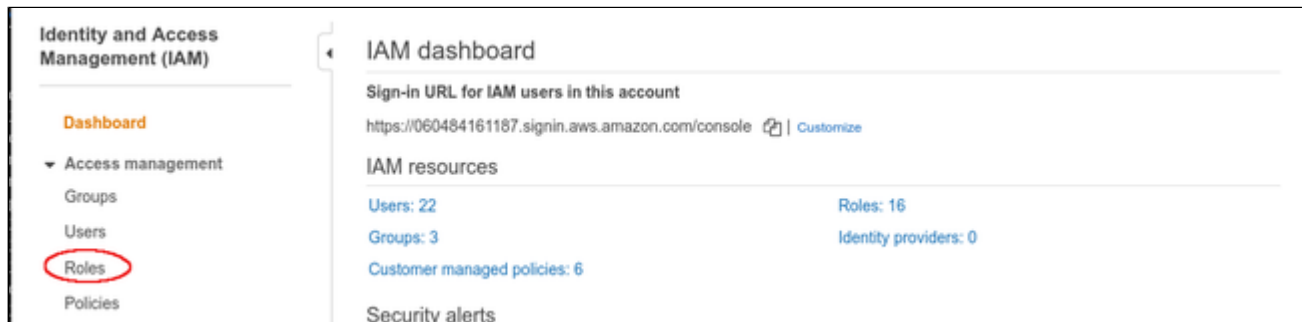 Identity and Access
Management (IAM)
Dashboard
Access management
Groups
Users
Roles
Policies
IAM dashboard
Sign-in URL for IAM users in this account
https://060484161187.signin.aws.amazon.com/console | Customize
IAM resources
Users: 22
Roles: 16
Groups: 3
Identity providers: 0
Customer managed policies: 6
Security alerts